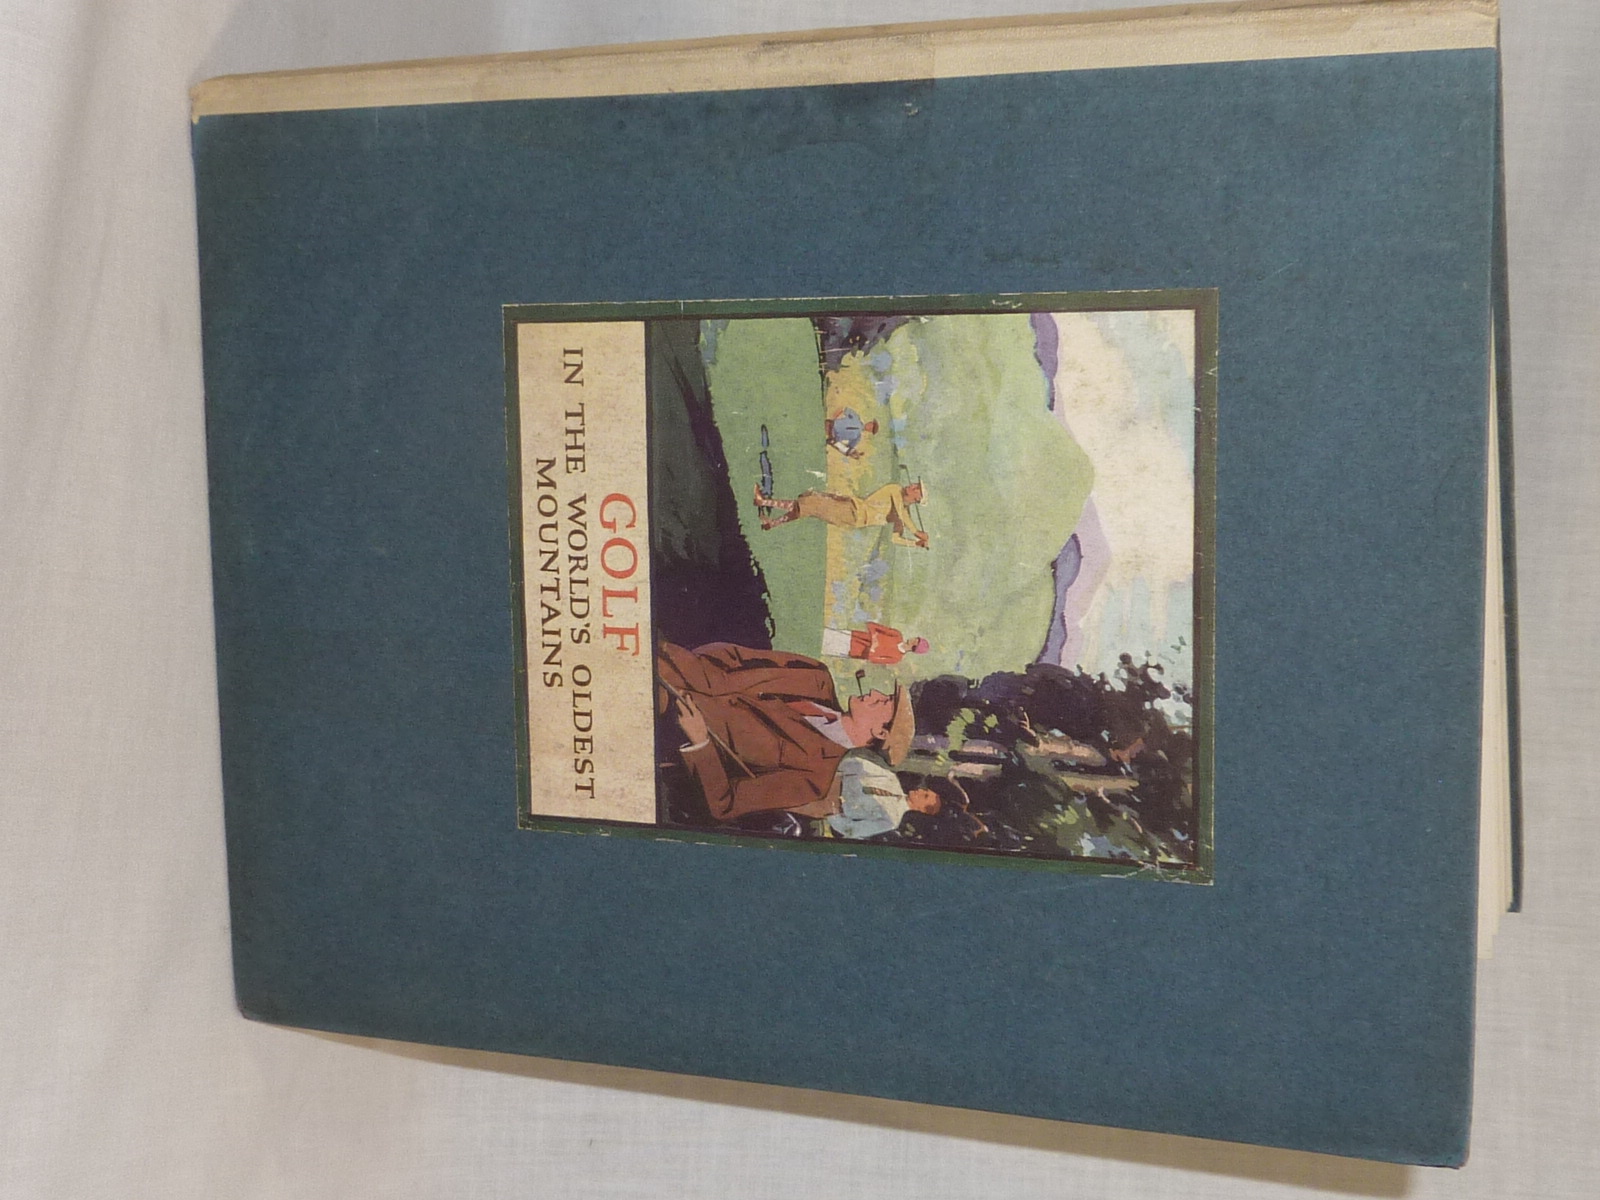 GOLF
IN THE WORLD'S OLDEST
MOUNTAINS